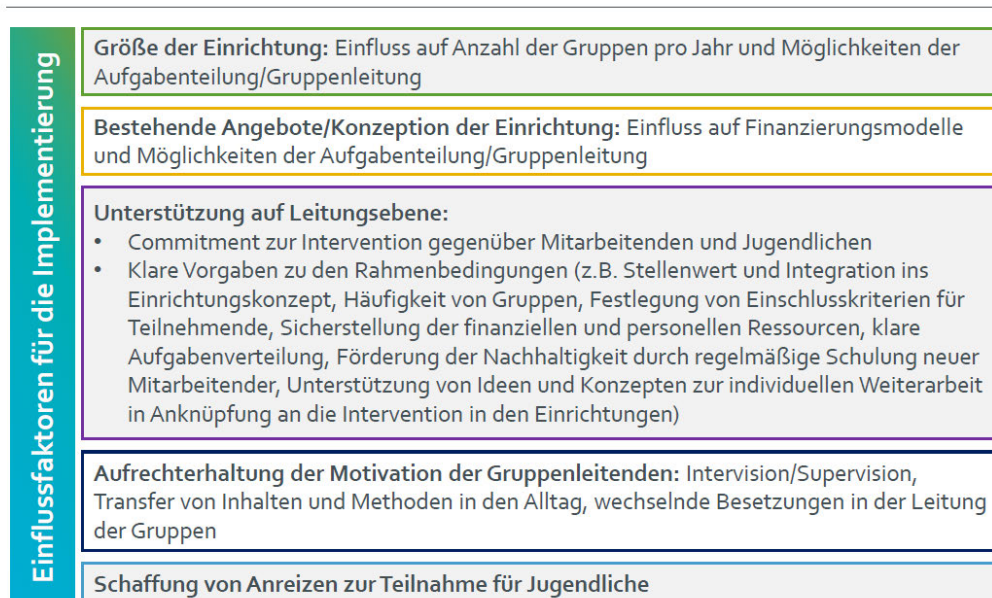 Einflussfaktoren für die Implementierung
Größe der Einrichtung: Einfluss auf Anzahl der Gruppen pro Jahr und Möglichkeiten der
Aufgabenteilung/Gruppenleitung
Bestehende Angebote/Konzeption der Einrichtung: Einfluss auf Finanzierungsmodelle
und Möglichkeiten der Aufgabenteilung/Gruppenleitung
Unterstützung auf Leitungsebene:
• Commitment zur Intervention gegenüber Mitarbeitenden und Jugendlichen
• Klare Vorgaben zu den Rahmenbedingungen (z.B. Stellenwert und Integration ins
Einrichtungskonzept, Häufigkeit von Gruppen, Festlegung von Einschlusskriterien für
Teilnehmende, Sicherstellung der finanziellen und personellen Ressourcen, klare
Aufgabenverteilung, Förderung der Nachhaltigkeit durch regelmäßige Schulung neuer
Mitarbeitender, Unterstützung von Ideen und Konzepten zur individuellen Weiterarbeit
in Anknüpfung an die Intervention in den Einrichtungen)
Aufrechterhaltung der Motivation der Gruppenleitenden: Intervision/Supervision,
Transfer von Inhalten und Methoden in den Alltag, wechselnde Besetzungen in der Leitung
der Gruppen
Schaffung von Anreizen zur Teilnahme für Jugendliche